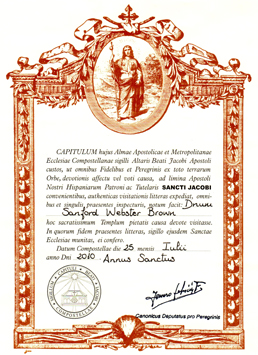 CAPITULUM hujus Almae Apostolicae et Metropolitanae
Ecclesiae Compostellanae sigilli Altaris Beati Jacobi Apostoli
custos, ut omnibus Fidelibus et Peregrinis ex toto terrarum
Orbe, devotionis affectu vel voti causa, ad limina Apostoli
Nostri Hispaniarum Patroni ac Tutelaris SANCTI JACOBI
convenientibus, authenticas visitationis litteras expediat, omni-
bus et singulis praesentes inspecturis, notum facit: Dnum
Sanford Webster Brown
hoc sacratissimum Templum pietatis causa devote visitasse.
In quorum fidem praesentes litteras, sigillo ejusdem Sanctae
Ecclesiae munitas, ei confero.
Datum Compostellae die 25 mensis Iulii
anno Dni 2010 Annus Sanctus
Canonicus Deputatus pro Peregrinis